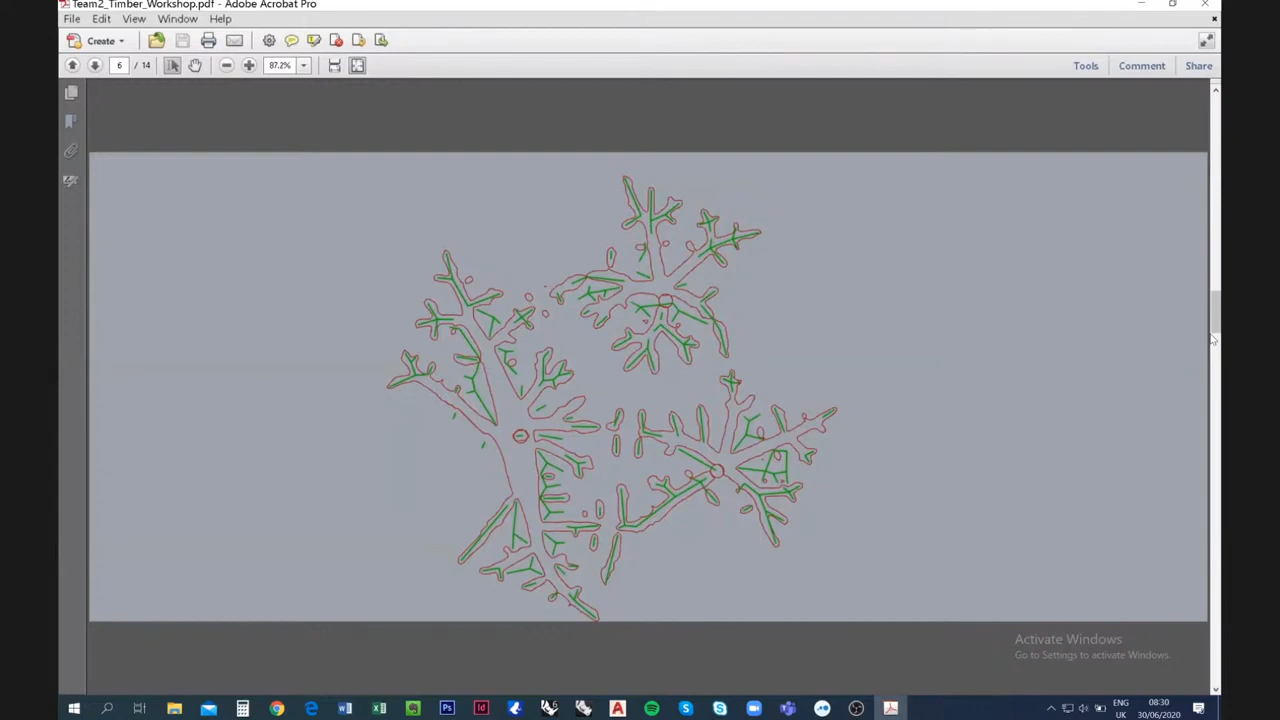 Team2_Timber_Workshop.pdf - Adobe Acrobat Pro
File Edit View Window Help
Create
6 / 14 87.2% Tools Comment Share
Activate Windows
Go to Settings to activate Windows.
ENG 08:30
UK 30/06/2020